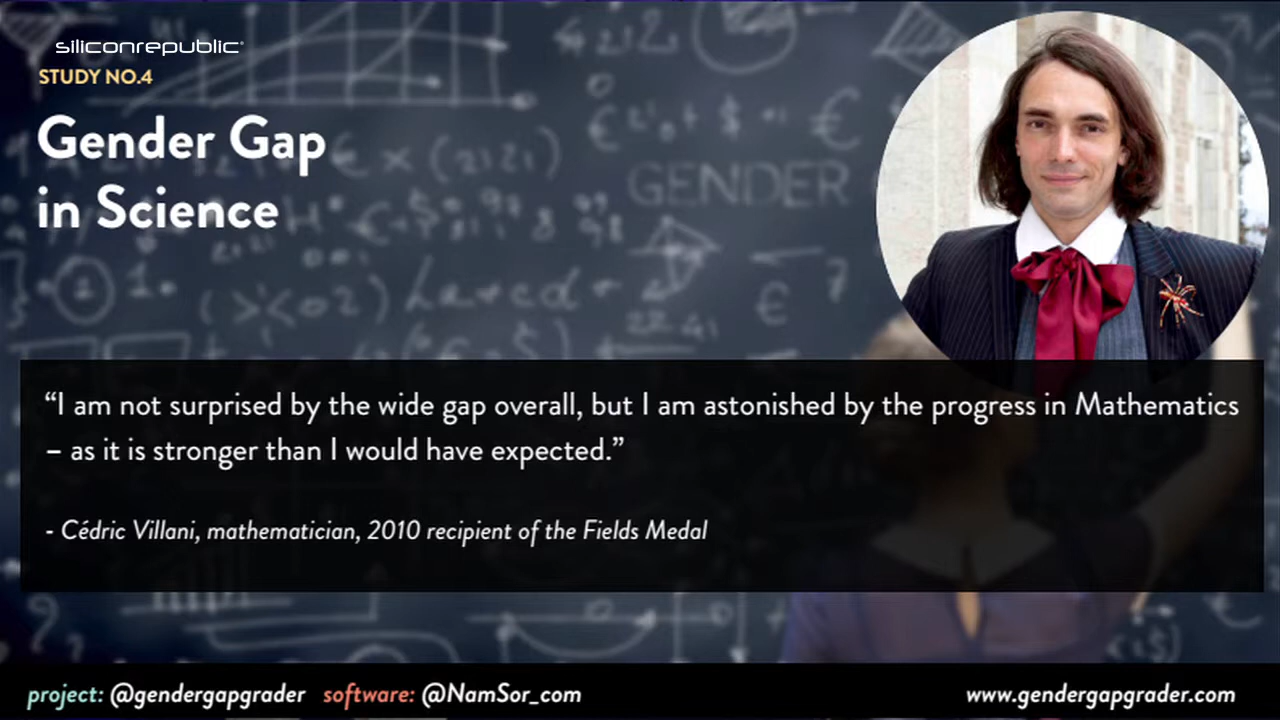 siliconrepublic
STUDY NO.4
Gender Gap
in Science
GENDER
“I am not surprised by the wide gap overall, but I am astonished by the progress in Mathematics
– as it is stronger than I would have expected.”
- Cédric Villani, mathematician, 2010 recipient of the Fields Medal
project: @gendergapgrader software: @NamSor_com
www.gendergapgrader.com